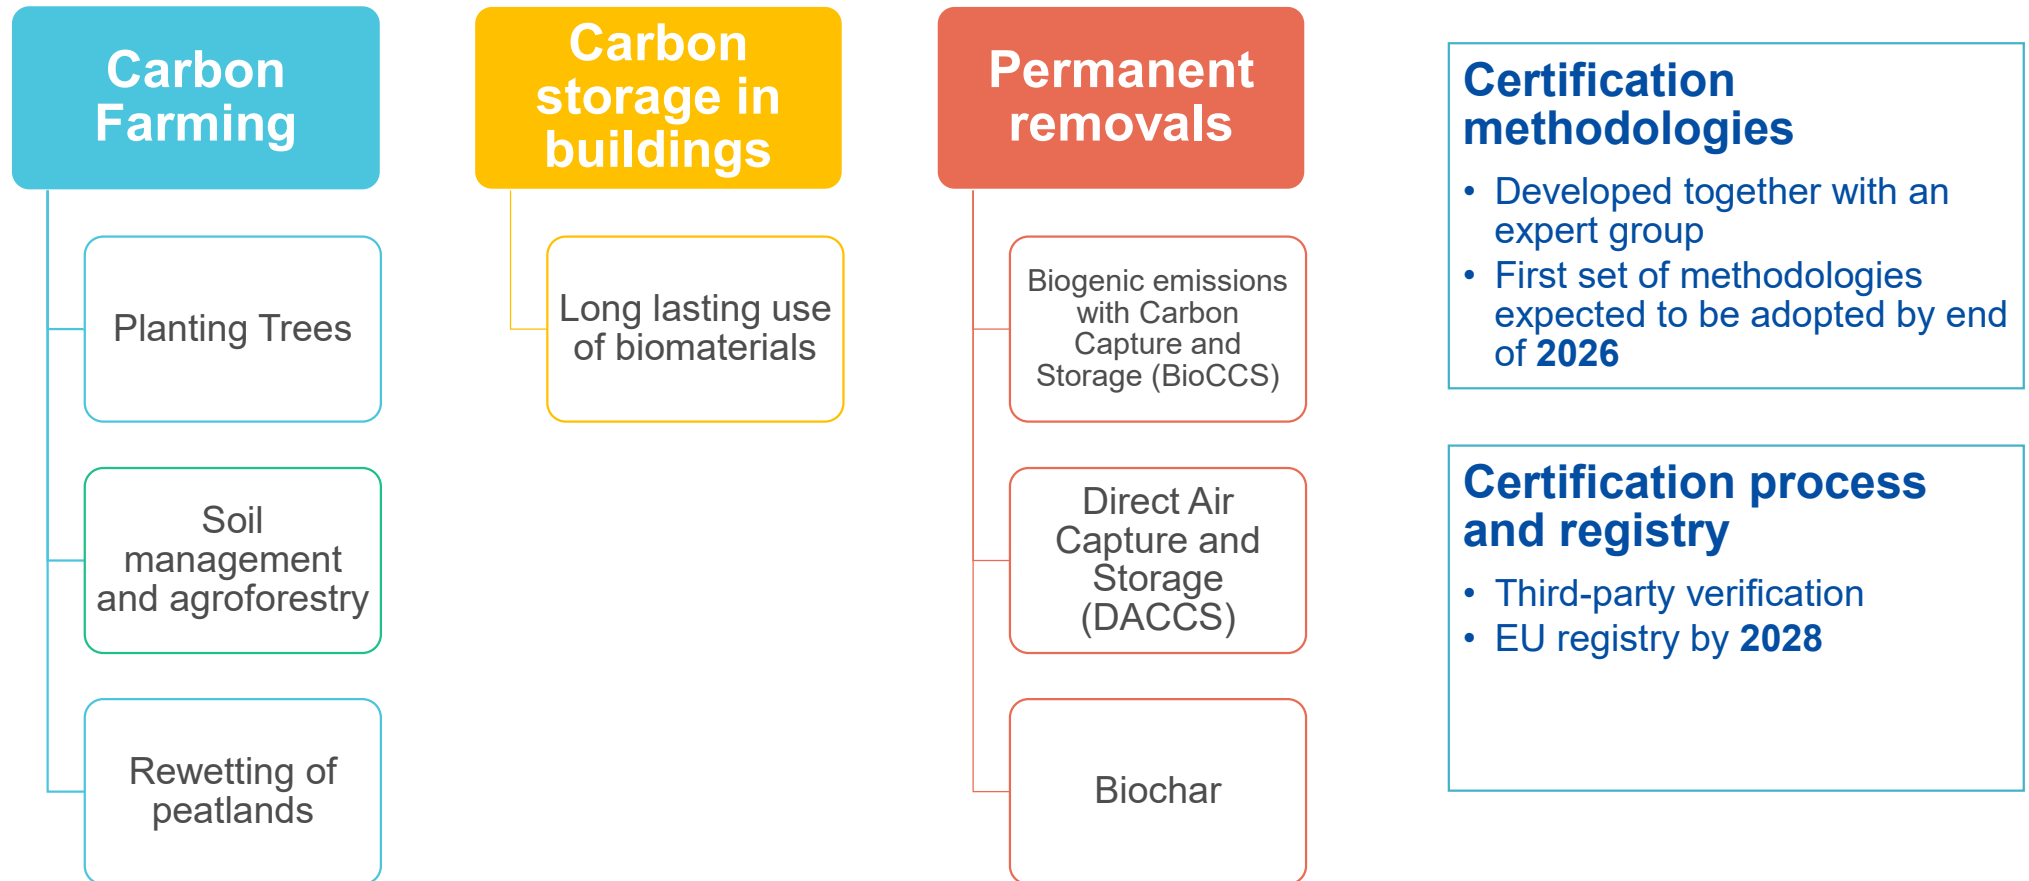 Carbon
Farming
Planting Trees
Soil
management
and agroforestry
Rewetting of
peatlands
Carbon
storage in
buildings
Long lasting use
of biomaterials
Permanent
removals
Biogenic emissions
with Carbon
Capture and
Storage (BioCCS)
Direct Air
Capture and
Storage
(DACCS)
Biochar
Certification
methodologies
• Developed together with an
expert group
• First set of methodologies
expected to be adopted by end
of 2026
Certification process
and registry
• Third-party verification
• EU registry by 2028